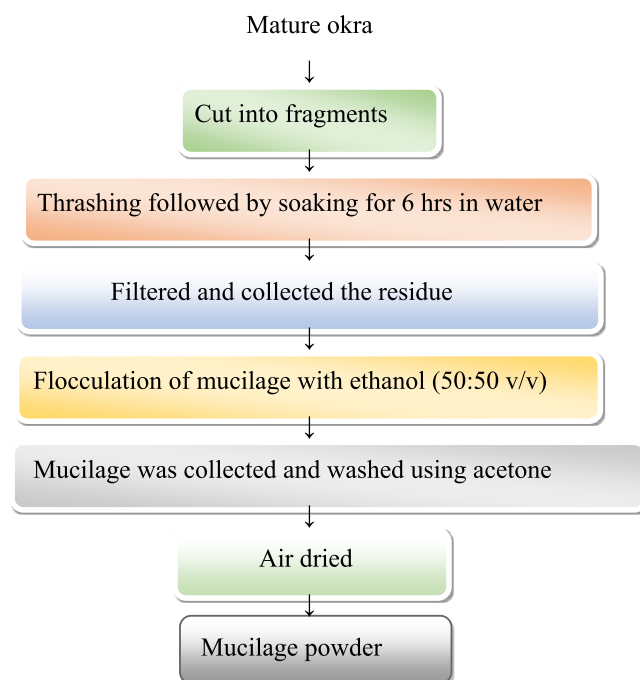 Mature okra
↓
Cut into fragments
↓
Thrashing followed by soaking for 6 hrs in water
↓
Filtered and collected the residue
↓
Flocculation of mucilage with ethanol (50:50 v/v)
↓
Mucilage was collected and washed using acetone
↓
Air dried
↓
Mucilage powder